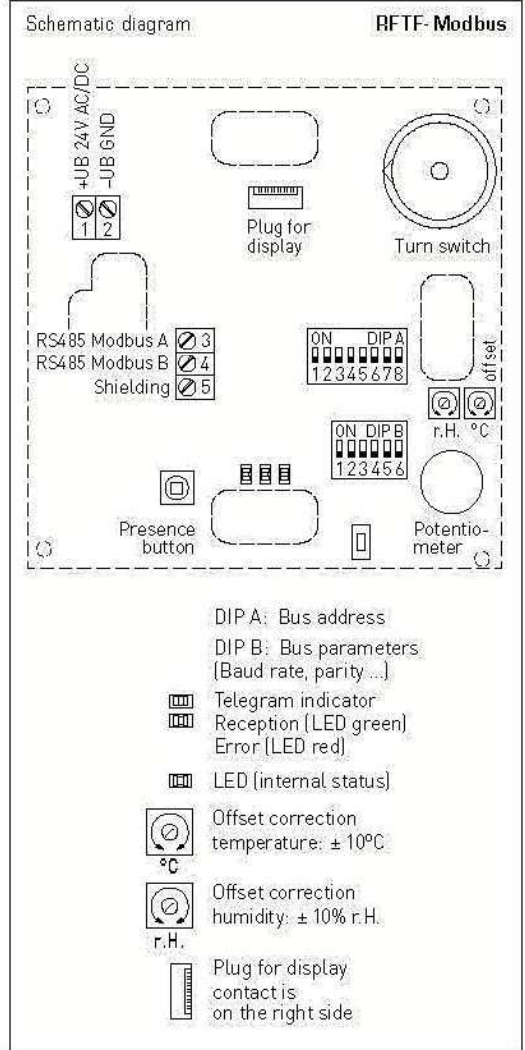 Schematic diagram RFTF-Modbus
+UB 24V AC/DC
-UB GND
1 2
Plug for
display
Turn switch
RS485 Modbus A 3
RS485 Modbus B 4
Shielding 5
ON DIP A
12345678
offset
r.H. °C
ON DIP B
123456
Presence
button
Potentio-
meter
DIP A: Bus address
DIP B: Bus parameters
(Baud rate, parity ...)
Telegram indicator
Reception (LED green)
Error (LED red)
LED (internal status)
Offset correction
temperature: ± 10°C
°C
Offset correction
humidity: ± 10% r.H.
r.H.
Plug for display
contact is
on the right side